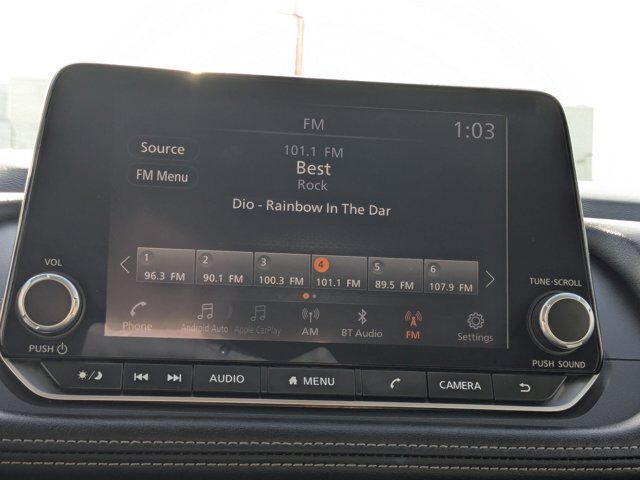 FM
1:03
Source
101.1 FM
Best
FM Menu
Rock
Dio - Rainbow In The Dar
1 2 3 4 5 6
96.3 FM 90.1 FM 100.3 FM 101.1 FM 89.5 FM 107.9 FM
VOL
TUNE·SCROLL
Phone Android Auto Apple CarPlay AM BT Audio FM Settings
PUSH
PUSH SOUND
AUDIO MENU CAMERA